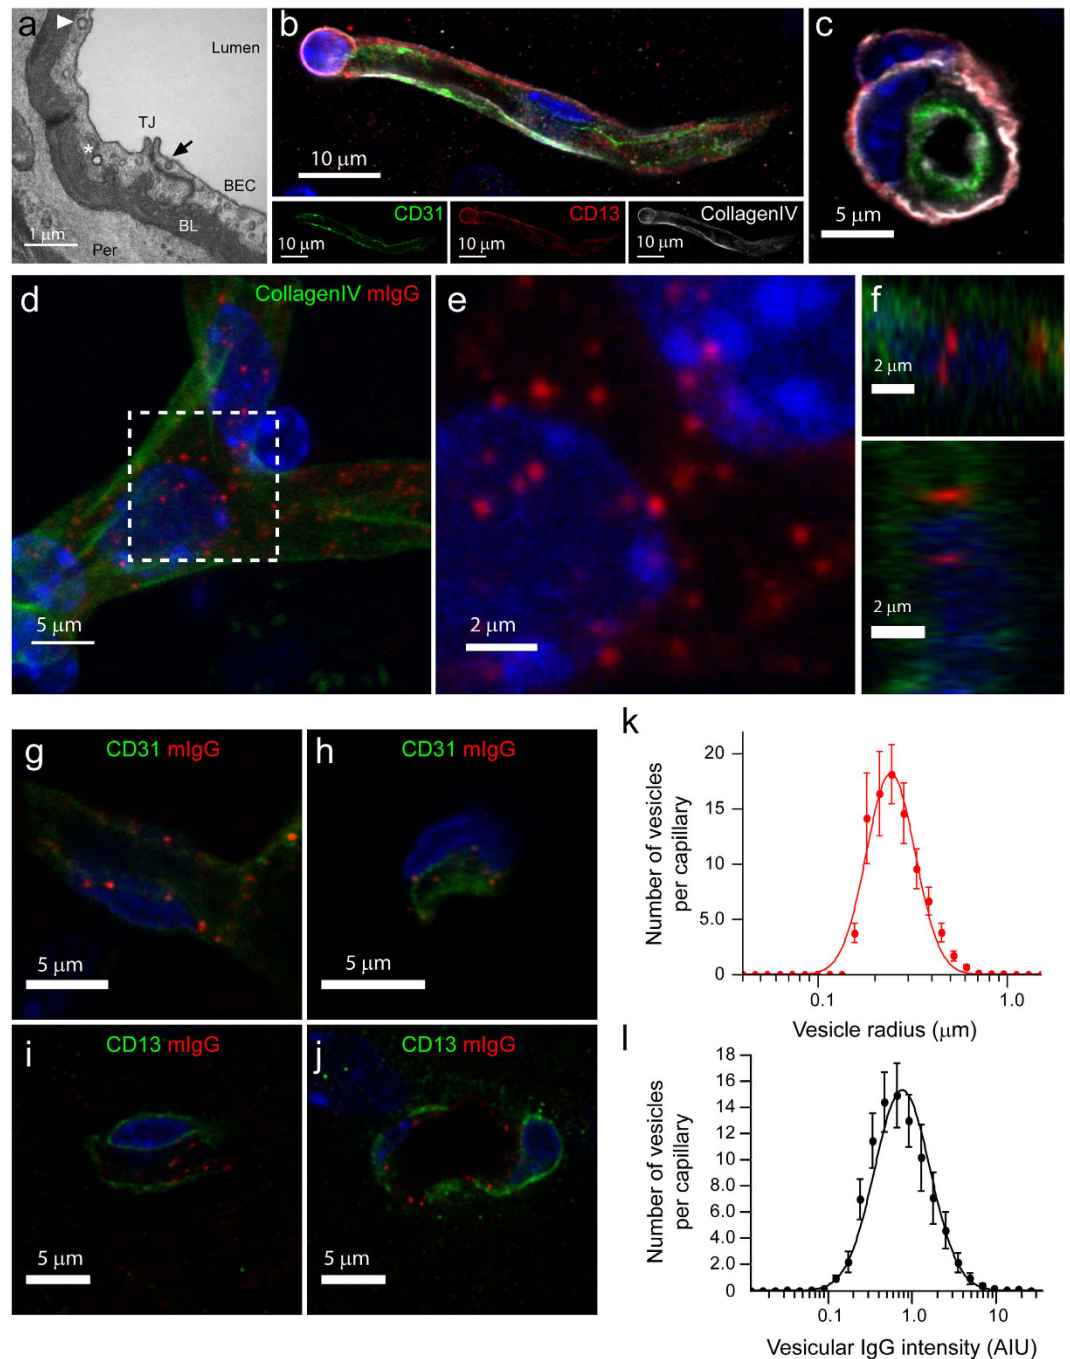 a
Lumen
TJ
*
BEC
BL
1 μm
Per
b
10 μm
CD31
10 μm
CD13
10 μm
CollagenIV
10 μm
c
5 μm
d
CollagenIV mIgG
5 μm
e
2 μm
f
2 μm
2 μm
g
CD31 mIgG
5 μm
h
5 μm
i
CD13 mIgG
5 μm
j
CD13 mIgG
5 μm
k
Number of vesicles
per capillary
20
15
10
5.0
0
0.1
1.0
Vesicle radius (μm)
l
Number of vesicles
per capillary
18
16
14
12
10
8.0
6.0
4.0
2.0
0
0.1
1.0
10
Vesicular IgG intensity (AIU)